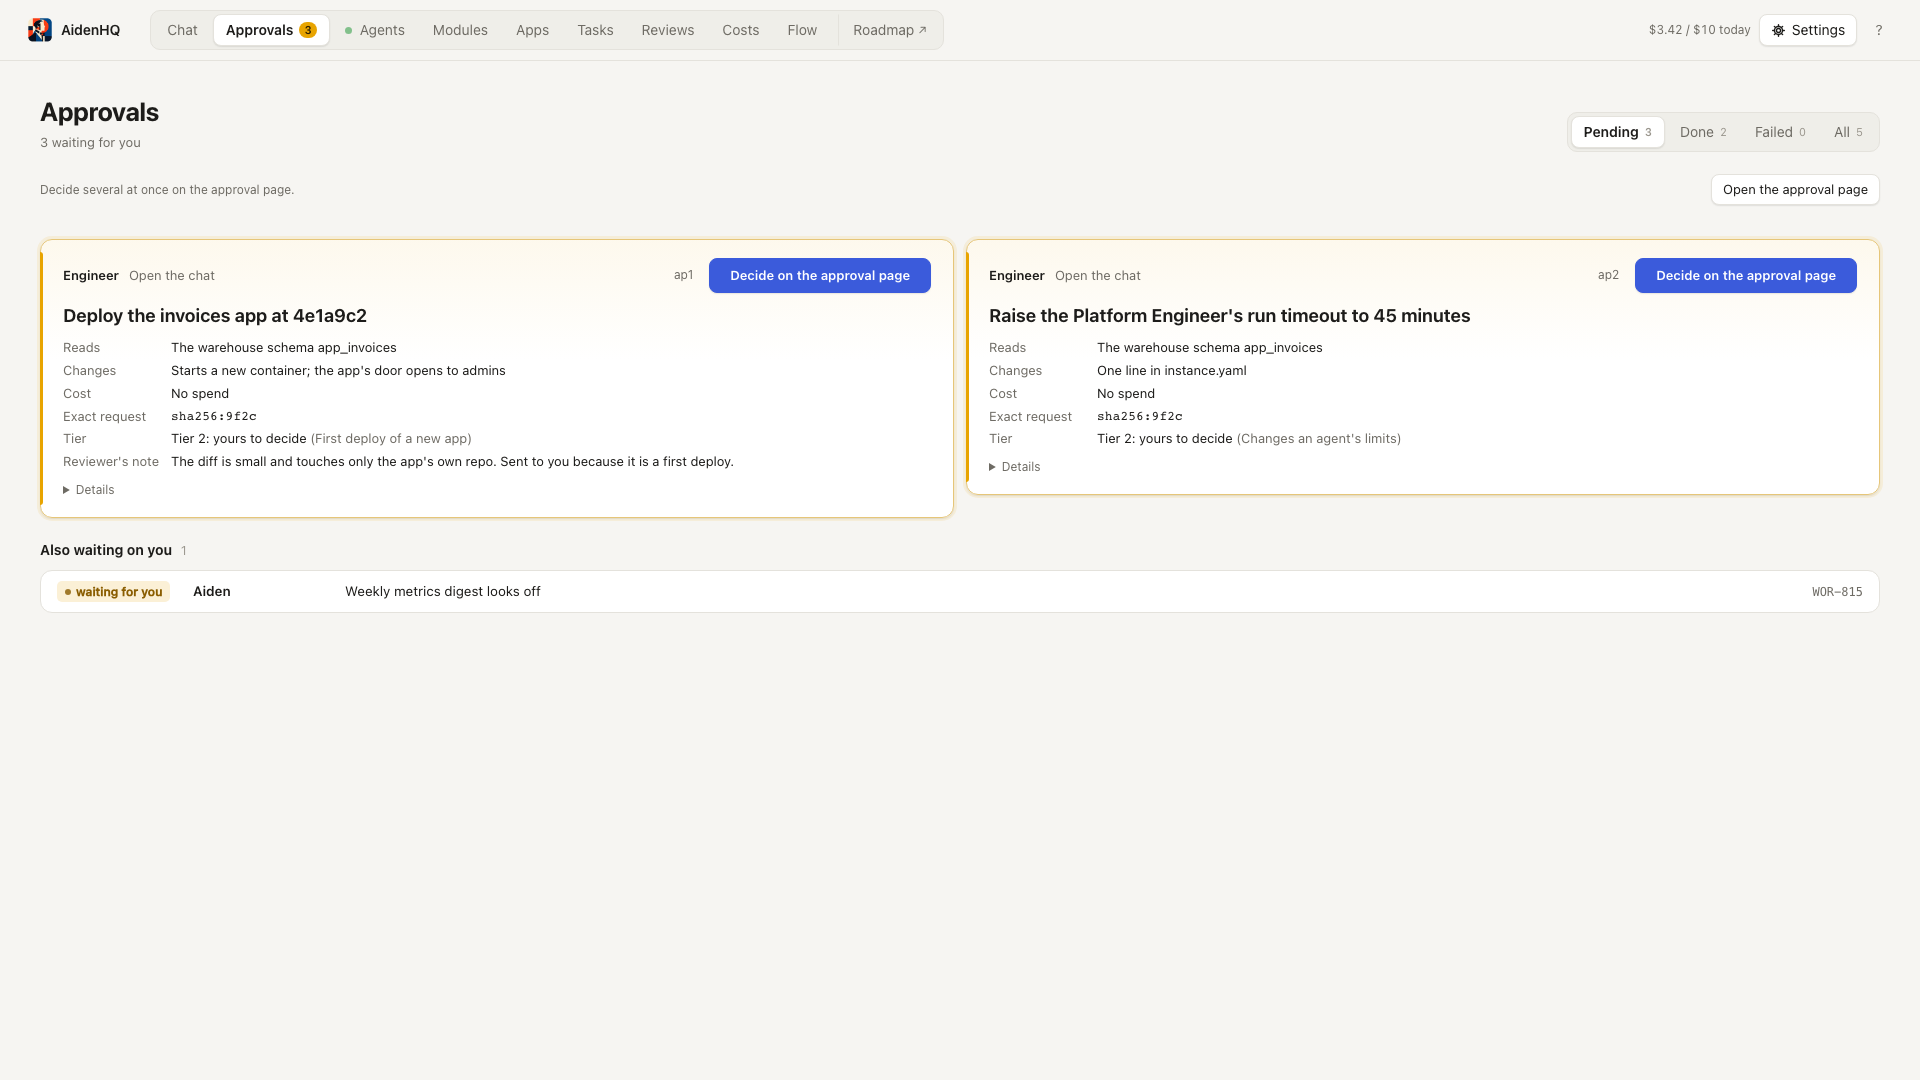 AidenHQ
Chat
Approvals 3
Agents
Modules
Apps
Tasks
Reviews
Costs
Flow
Roadmap ↗
$3.42 / $10 today
Settings
?
Approvals
3 waiting for you
Pending 3
Done 2
Failed 0
All 5
Decide several at once on the approval page.
Open the approval page
Engineer Open the chat
ap1
Decide on the approval page
Deploy the invoices app at 4e1a9c2
Reads The warehouse schema app_invoices
Changes Starts a new container; the app's door opens to admins
Cost No spend
Exact request sha256:9f2c
Tier Tier 2: yours to decide (First deploy of a new app)
Reviewer's note The diff is small and touches only the app's own repo. Sent to you because it is a first deploy.
Details
Engineer Open the chat
ap2
Decide on the approval page
Raise the Platform Engineer's run timeout to 45 minutes
Reads The warehouse schema app_invoices
Changes One line in instance.yaml
Cost No spend
Exact request sha256:9f2c
Tier Tier 2: yours to decide (Changes an agent's limits)
Details
Also waiting on you 1
waiting for you Aiden Weekly metrics digest looks off WOR-815